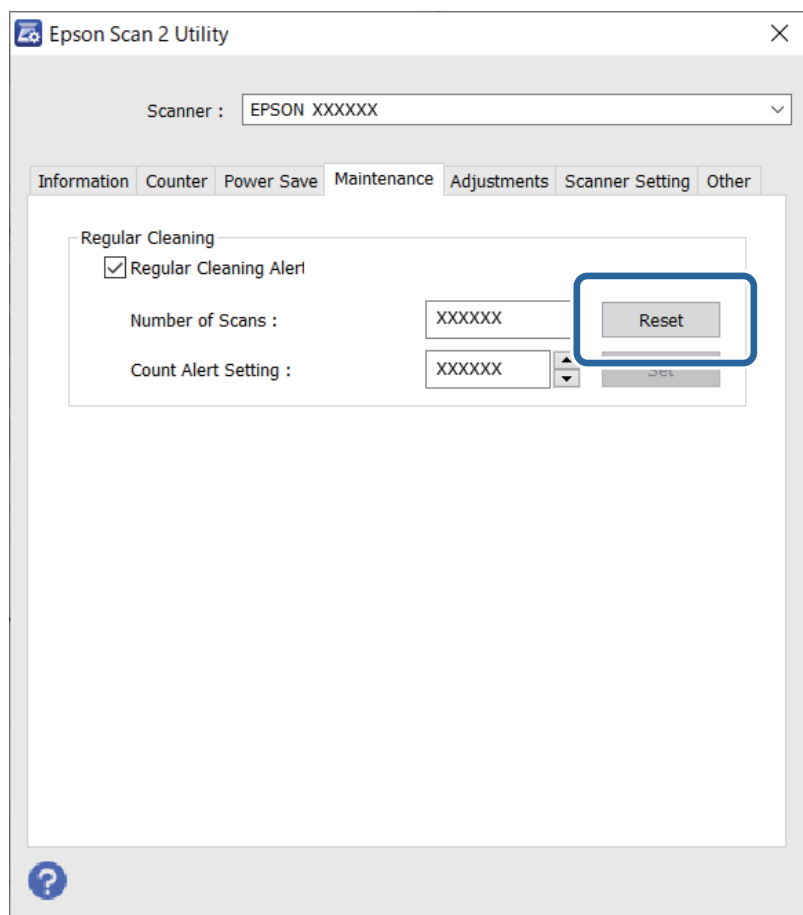 Epson Scan 2 Utility
Scanner : EPSON XXXXXX
Information Counter Power Save Maintenance Adjustments Scanner Setting Other
Regular Cleaning
Regular Cleaning Alert
Number of Scans : XXXXXX Reset
Count Alert Setting : XXXXXX Set
?